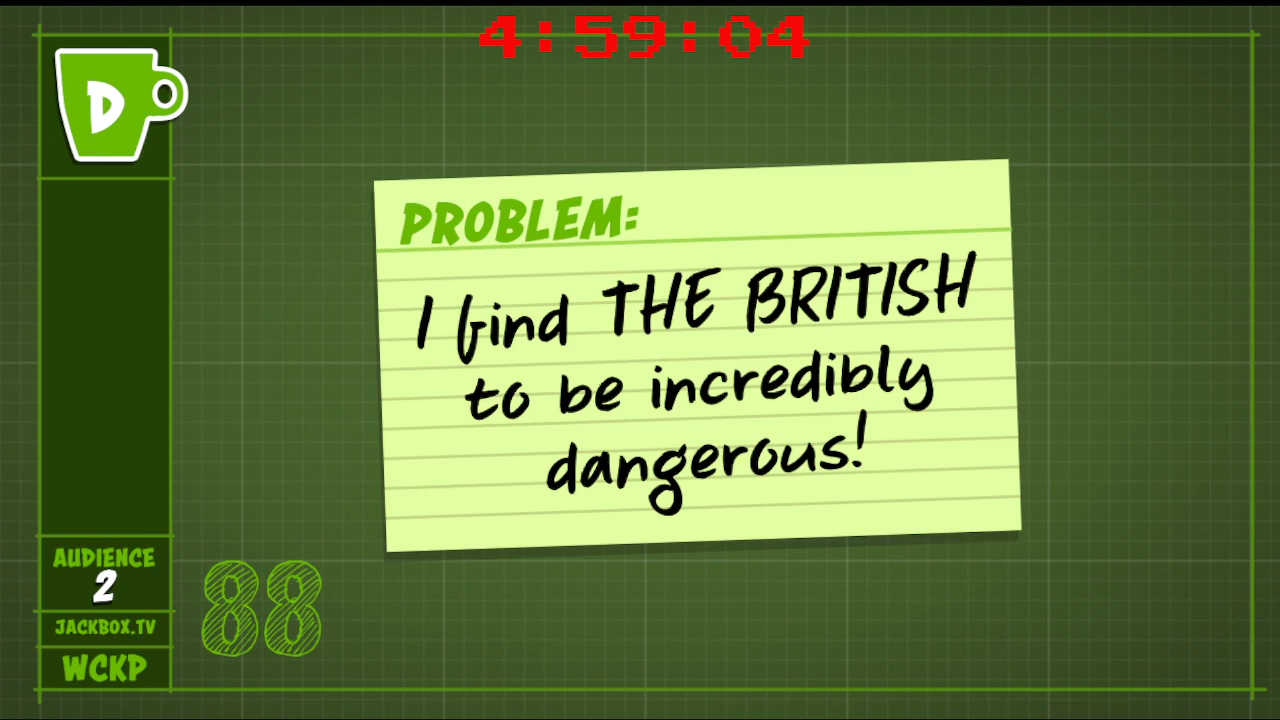 4:59:04
D
PROBLEM:
I find THE BRITISH
to be incredibly
dangerous!
AUDIENCE
2
JACKBOX.TV
WCKP
88